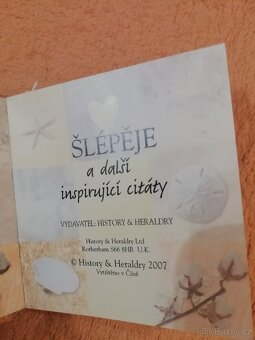 ŠLÉPĚJE
a další
inspirující citáty
VYDAVATEL: HISTORY & HERALDRY
History & Heraldry Ltd
Rotherham S66 8HR U.K.
© History & Heraldry 2007
Vytištěno v Číně